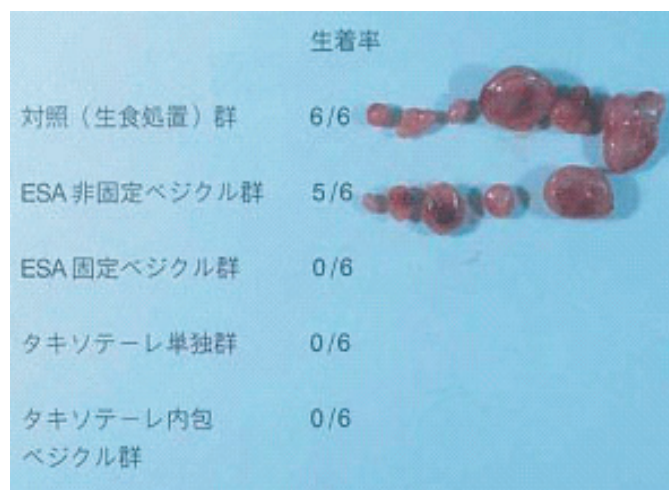 生着率
対照（生食処置）群 6/6
ESA 非固定ベジクル群 5/6
ESA 固定ベジクル群 0/6
タキソテーレ単独群 0/6
タキソテーレ内包 0/6
ベジクル群